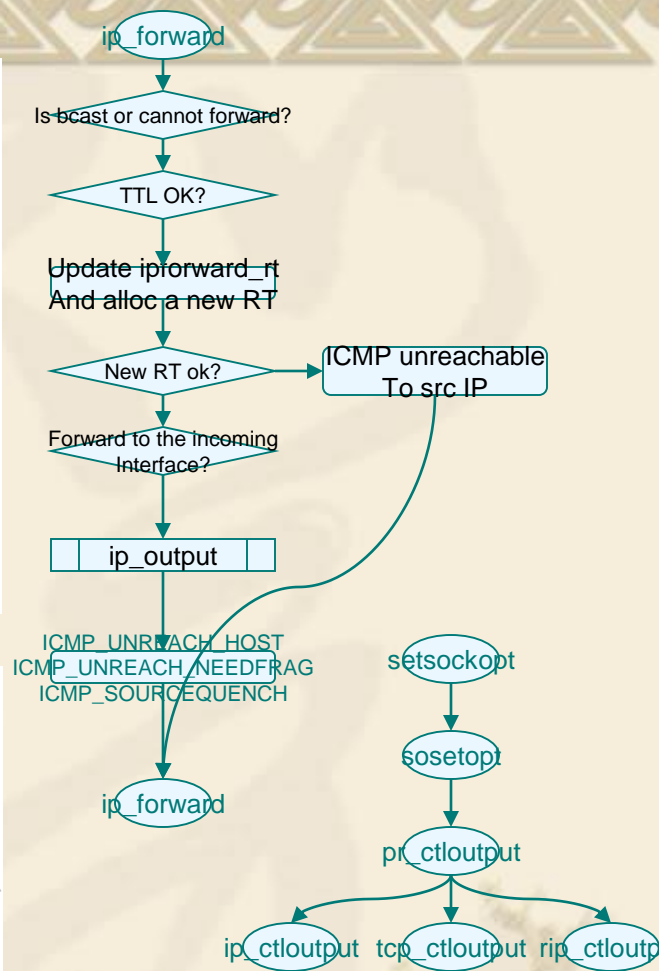 ip_forward
Is bcast or cannot forward?
TTL OK?
Update ipforward_rt
And alloc a new RT
New RT ok?
ICMP unreachable
To src IP
Forward to the incoming
Interface?
ip_output
ICMP_UNREACH_HOST
ICMP_UNREACH_NEEDFRAG
ICMP_SOURCEQUENCH
ip_forward
setsockopt
sosetopt
pr_ctloutput
ip_ctloutput
tcp_ctloutput
rip_ctloutp